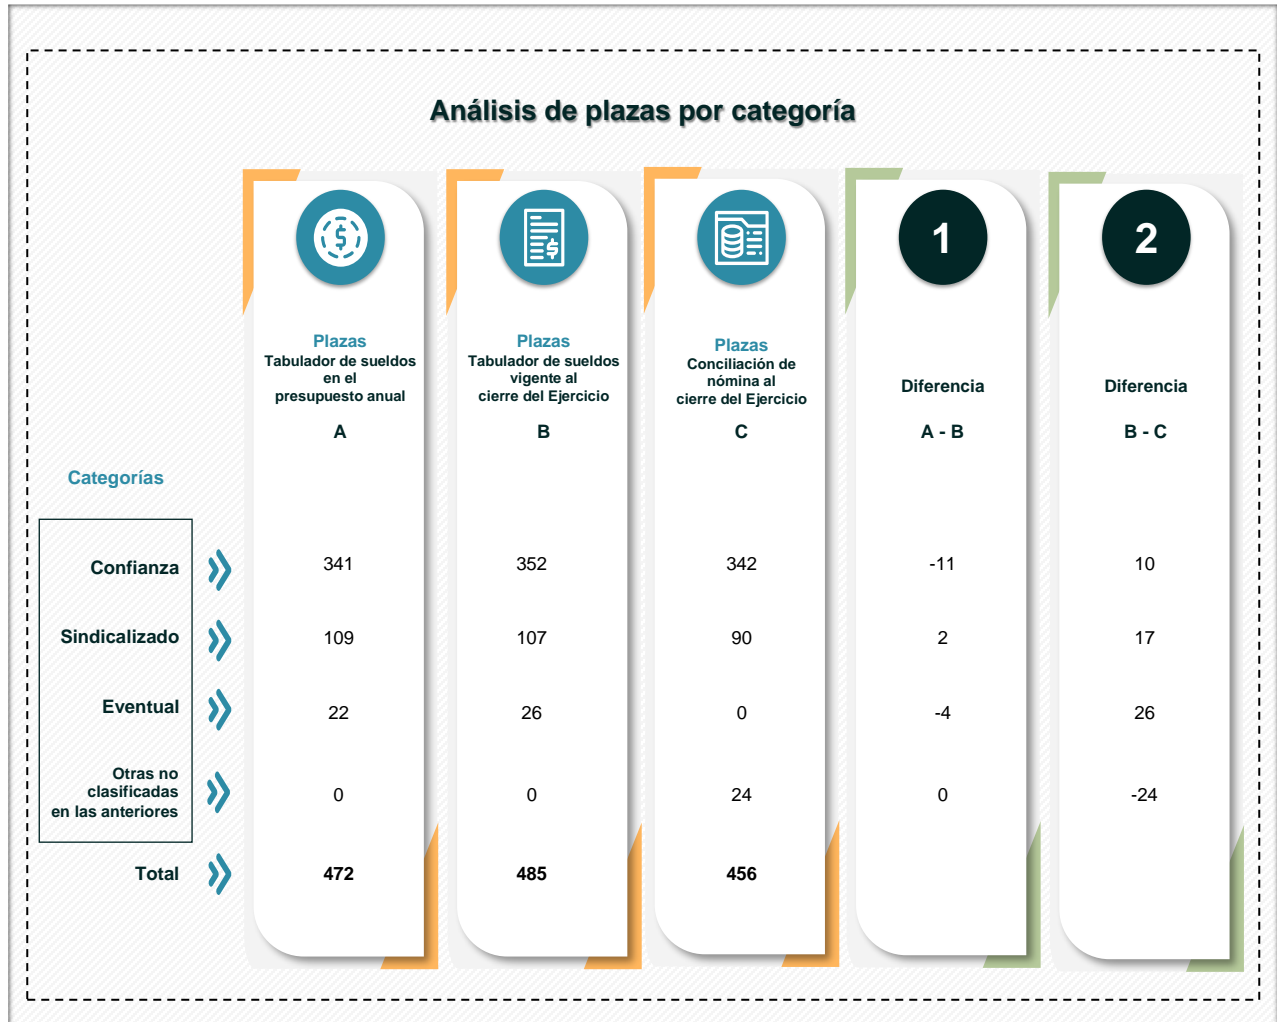 Análisis de plazas por categoría
1
2
Plazas
Tabulador de sueldos
en el
presupuesto anual
A
Plazas
Tabulador de sueldos
vigente al
cierre del Ejercicio
B
Plazas
Conciliación de
nómina al
cierre del Ejercicio
C
Diferencia
A - B
Diferencia
B - C
Categorías
Confianza 341 352 342 -11 10
Sindicalizado 109 107 90 2 17
Eventual 22 26 0 -4 26
Otras no
clasificadas
en las anteriores
0 0 24 0 -24
Total 472 485 456